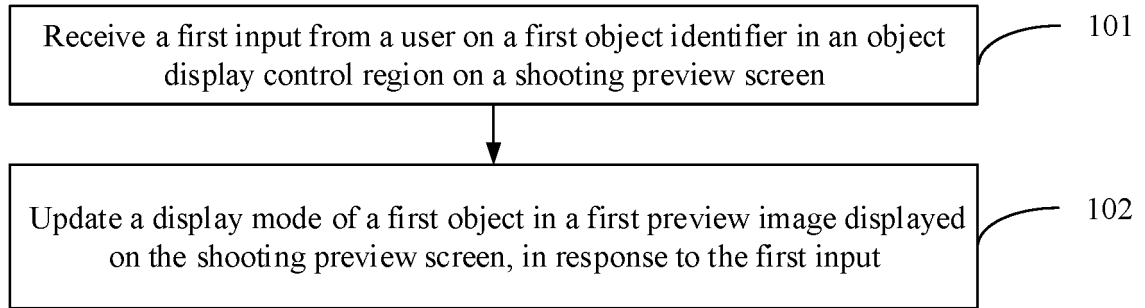 Receive a first input from a user on a first object identifier in an object
display control region on a shooting preview screen
101
Update a display mode of a first object in a first preview image displayed
on the shooting preview screen, in response to the first input
102